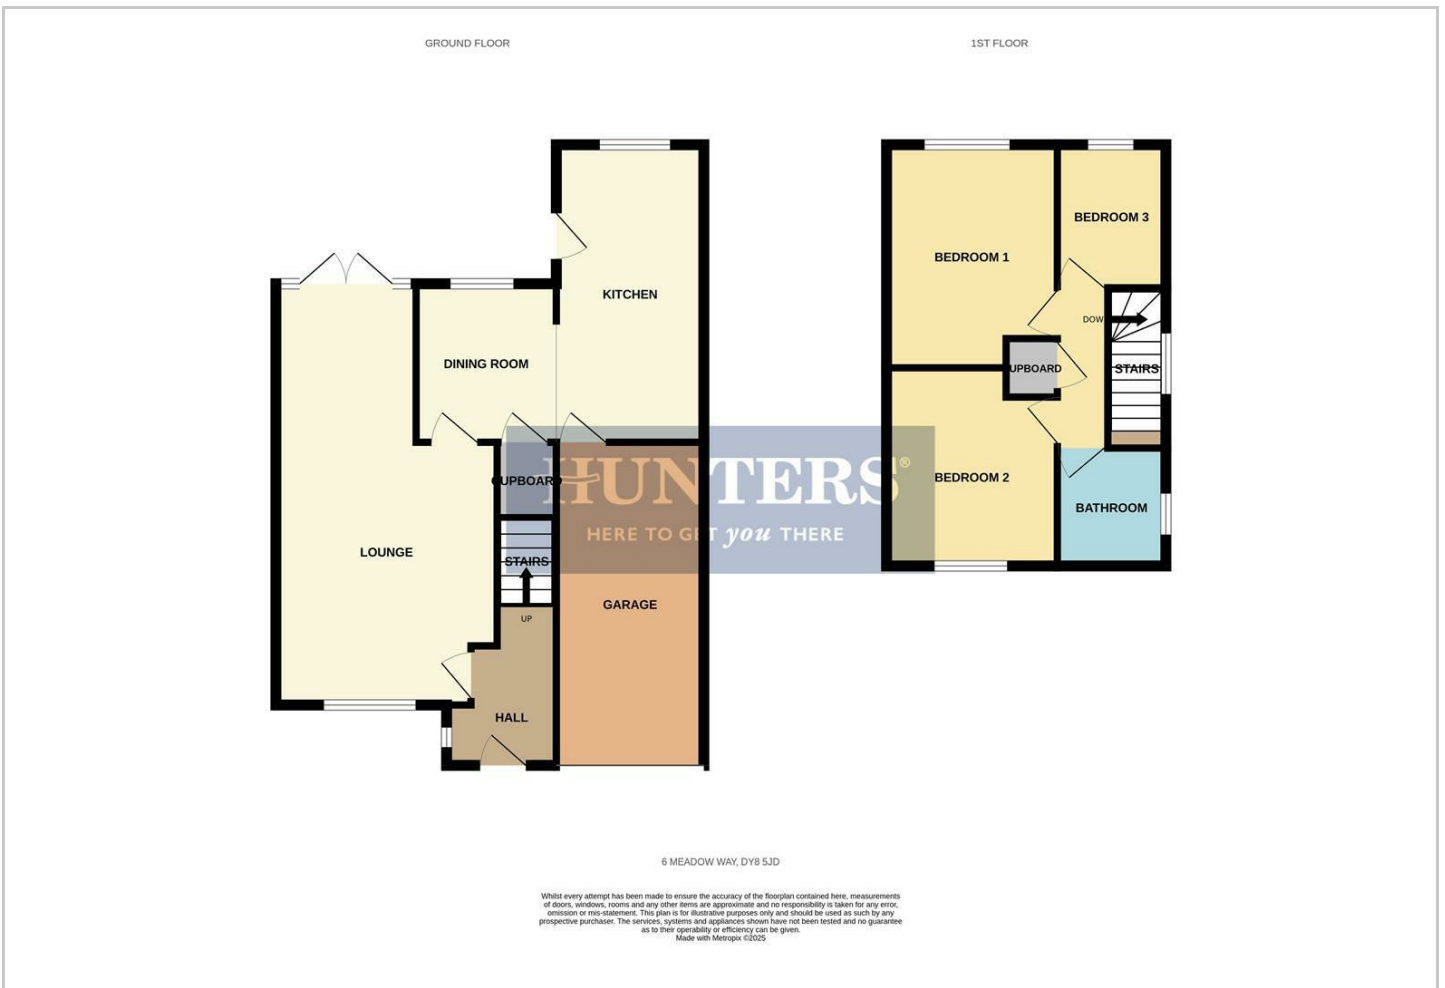 GROUND FLOOR
1ST FLOOR
KITCHEN
DINING ROOM
LOUNGE
CUPBOARD
STAIRS
UP
HALL
GARAGE
BEDROOM 1
BEDROOM 3
DOW
UPBOARD
STAIRS
BEDROOM 2
BATHROOM
HUNTERS®
HERE TO GET you THERE
6 MEADOW WAY, DY8 5JD
Whilst every attempt has been made to ensure the accuracy of the floorplan contained here, measurements
of doors, windows, rooms and any other items are approximate and no responsibility is taken for any error,
omission or mis-statement. This plan is for illustrative purposes only and should be used as such by any
prospective purchaser. The services, systems and appliances shown have not been tested and no guarantee
as to their operability or efficiency can be given.
Made with Metropix ©2025